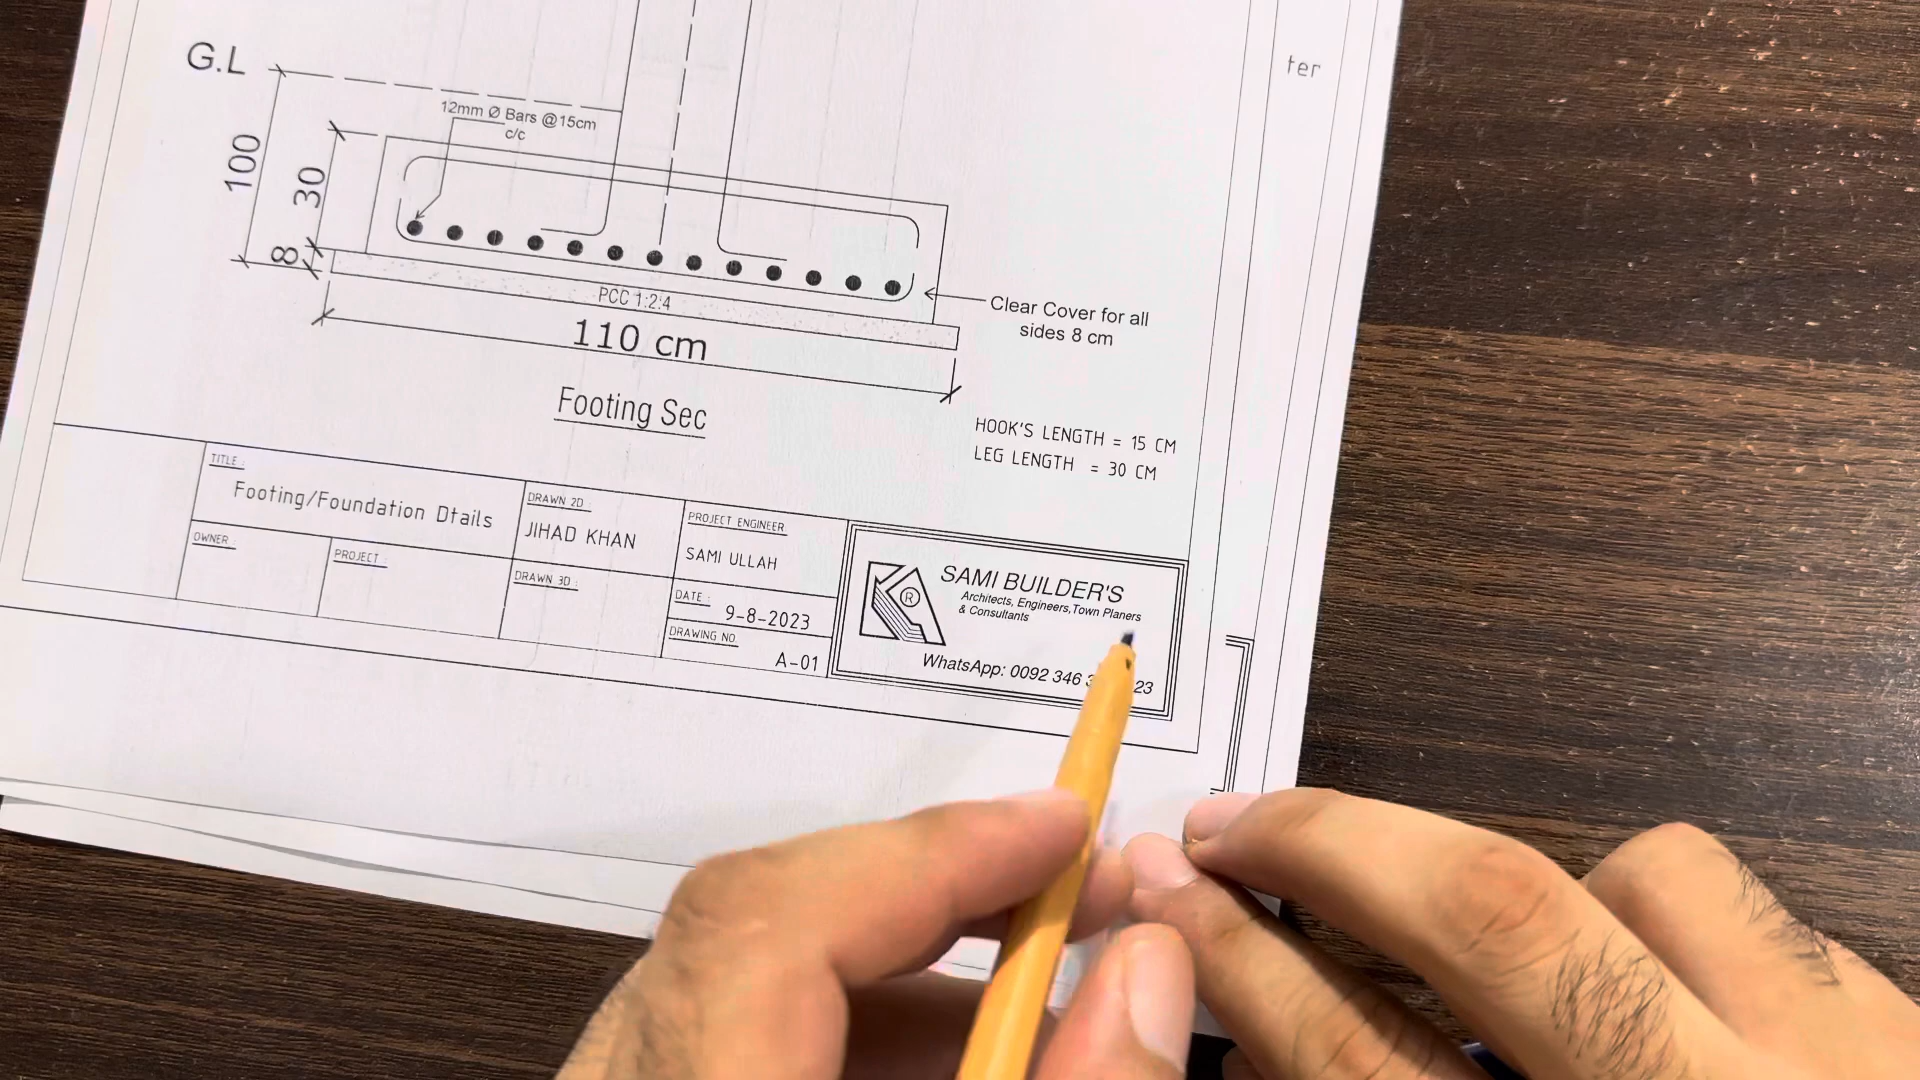 ter
G.L
12mm Ø Bars @15cm
c/c
100
30
8
PCC 1:2:4
110 cm
Clear Cover for all
sides 8 cm
Footing Sec
HOOK'S LENGTH = 15 CM
LEG LENGTH = 30 CM
TITLE :
Footing/Foundation Dtails
OWNER
PROJECT :
DRAWN 2D :
JIHAD KHAN
DRAWN 3D :
PROJECT ENGINEER
SAMI ULLAH
DATE :
9-8-2023
DRAWING NO.
A-01
R
SAMI BUILDER'S
Architects, Engineers,Town Planers
& Consultants
WhatsApp: 0092 346 23